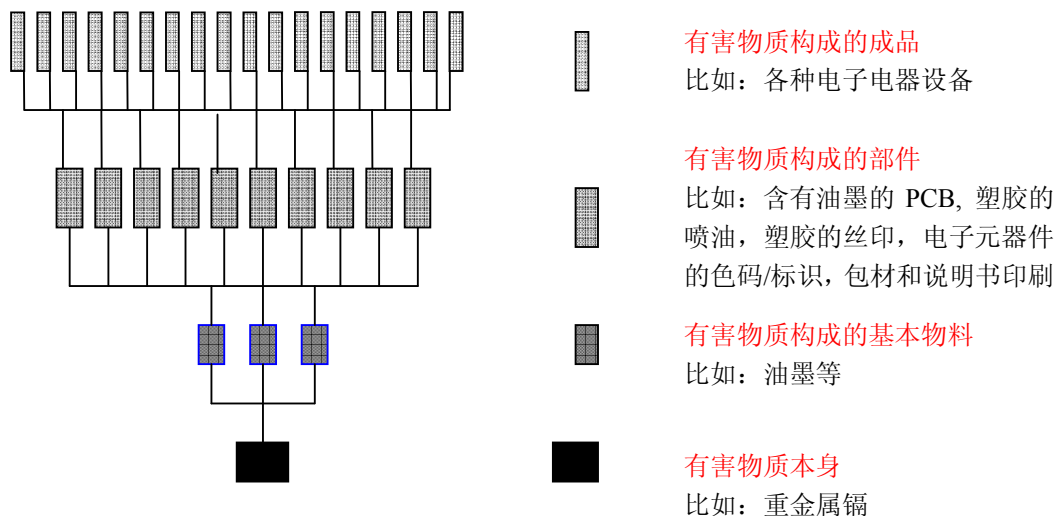 有害物质构成的成品
比如：各种电子电器设备
有害物质构成的部件
比如：含有油墨的 PCB, 塑胶的
喷油，塑胶的丝印，电子元器件
的色码/标识，包材和说明书印刷
有害物质构成的基本物料
比如：油墨等
有害物质本身
比如：重金属镉